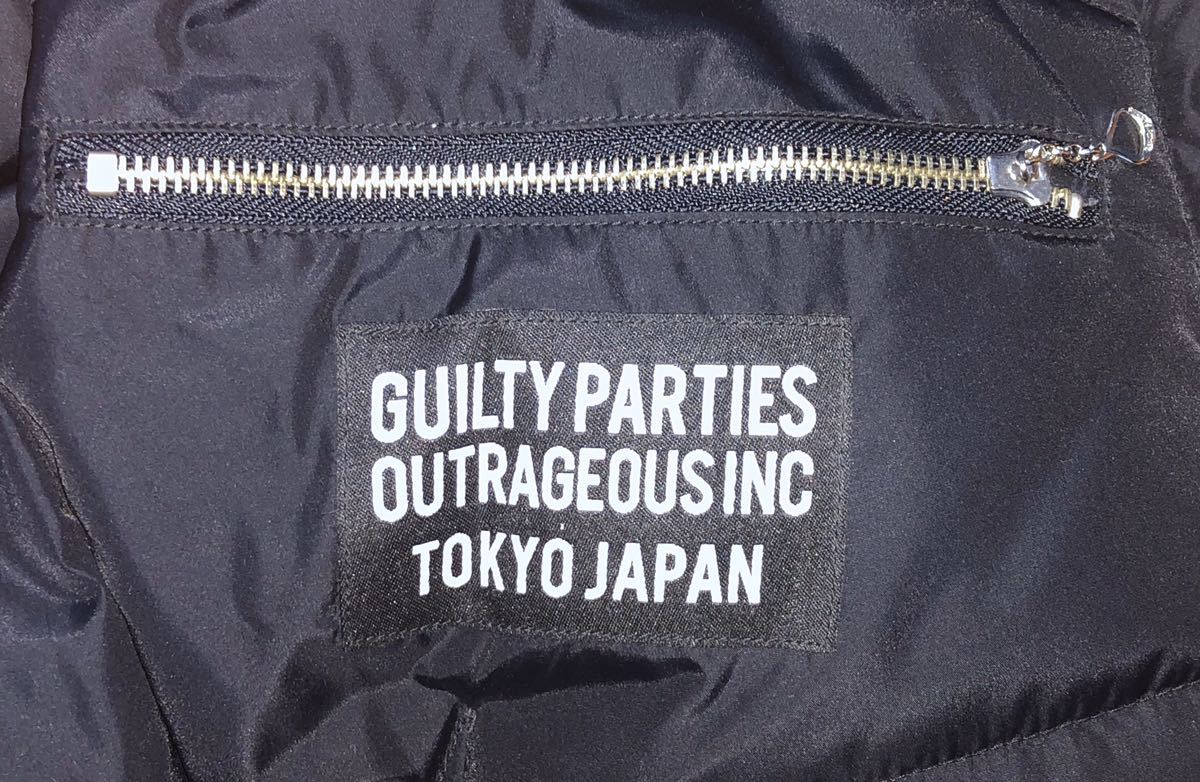 GUILTY PARTIES
OUTRAGEOUS INC
TOKYO JAPAN